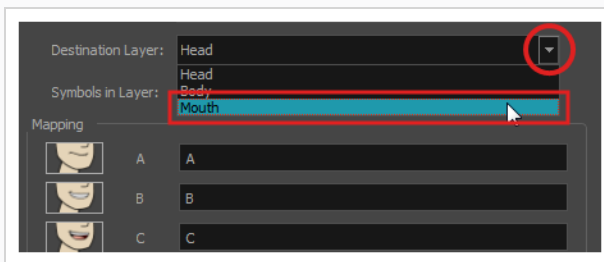 Destination Layer: Head
Head
Symbols in Layer: Body
Mouth
Mapping
A A
B B
C C